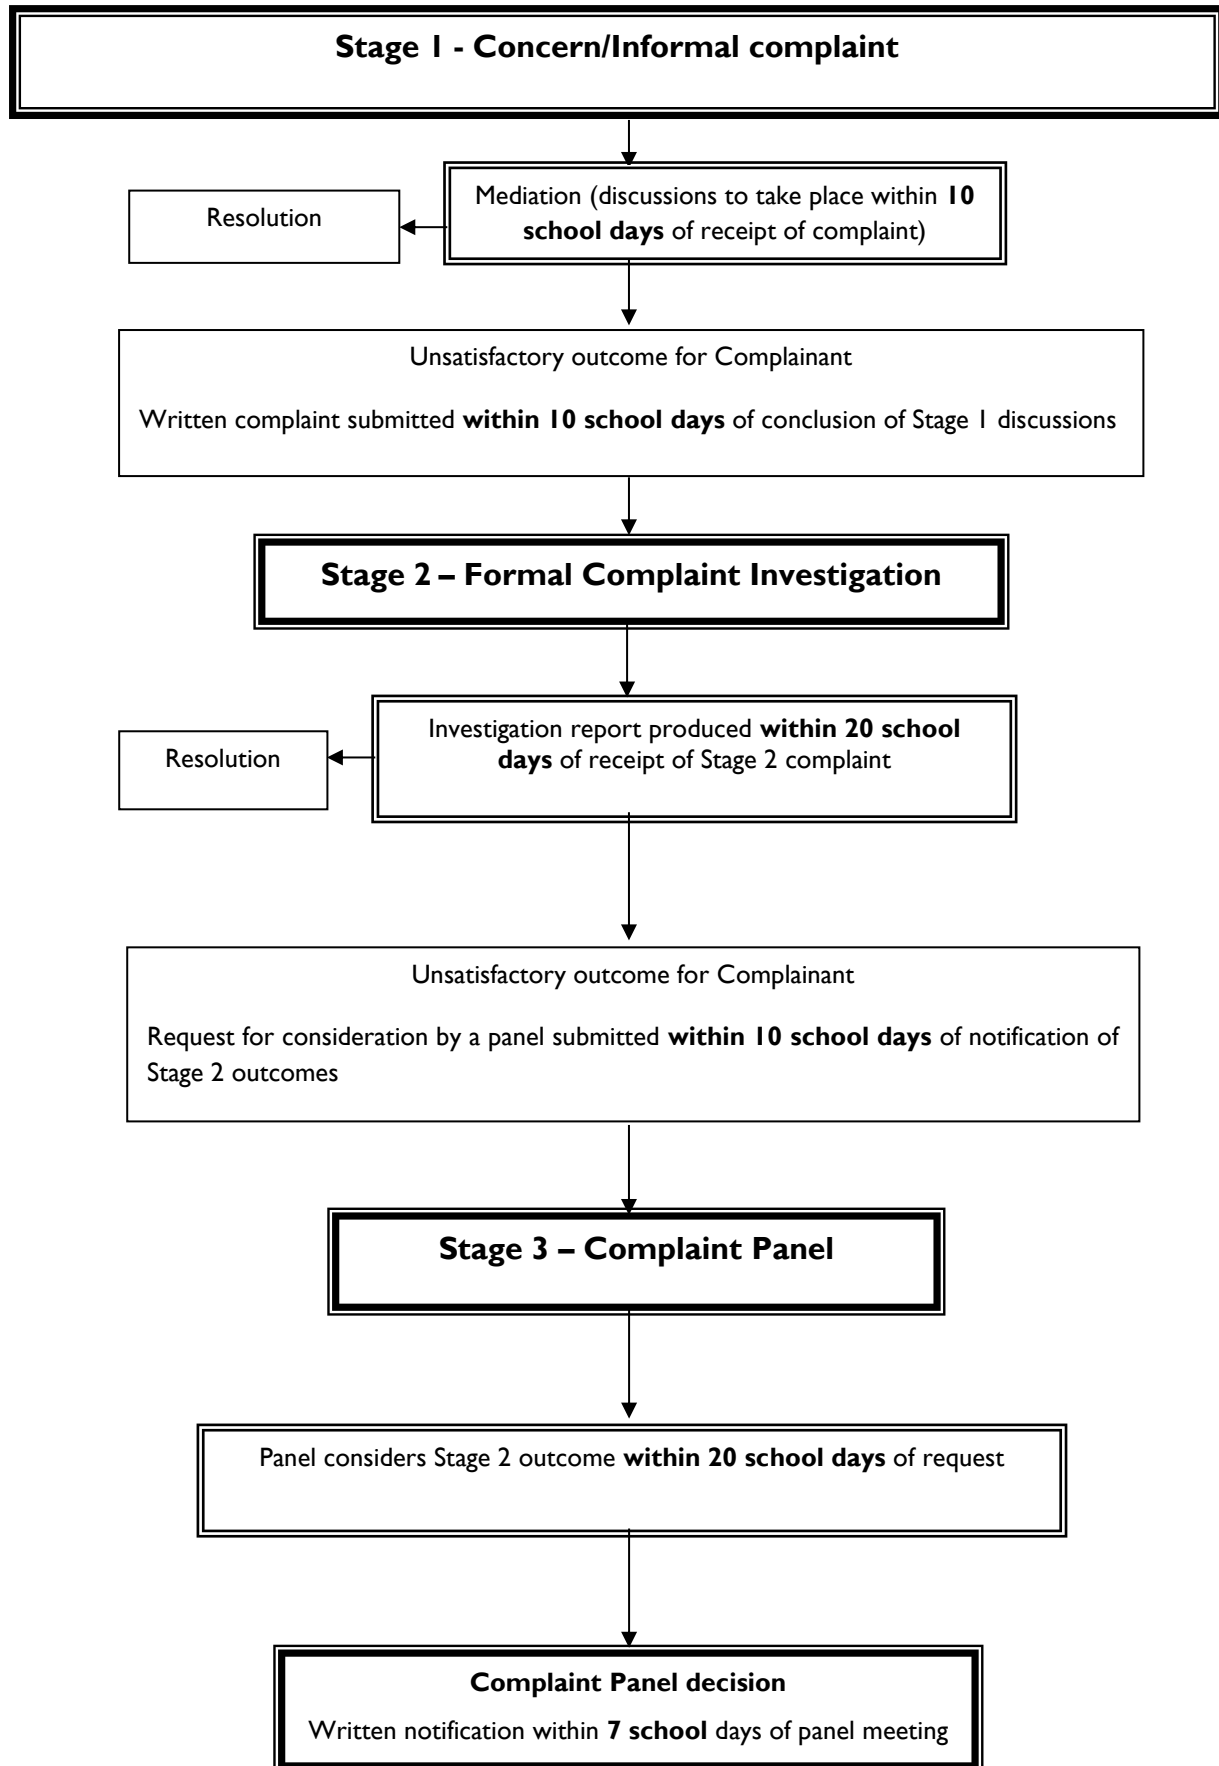 Stage 1 - Concern/Informal complaint
Mediation (discussions to take place within 10
school days of receipt of complaint)
Resolution
Unsatisfactory outcome for Complainant
Written complaint submitted within 10 school days of conclusion of Stage 1 discussions
Stage 2 – Formal Complaint Investigation
Investigation report produced within 20 school
days of receipt of Stage 2 complaint
Resolution
Unsatisfactory outcome for Complainant
Request for consideration by a panel submitted within 10 school days of notification of
Stage 2 outcomes
Stage 3 – Complaint Panel
Panel considers Stage 2 outcome within 20 school days of request
Complaint Panel decision
Written notification within 7 school days of panel meeting